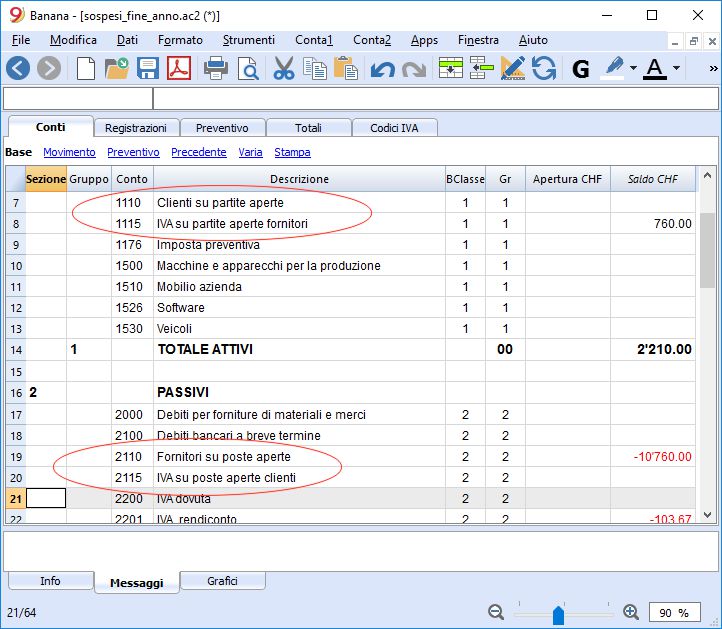 Banana - [sospesi_fine_anno.ac2 (*)]
File Modifica Dati Formato Strumenti Conta1 Conta2 Apps Finestra Aiuto
G A »
Conti Registrazioni Preventivo Totali Codici IVA
Base Movimento Preventivo Precedente Varia Stampa
Sezione Gruppo Conto Descrizione BClasse Gr Apertura CHF Saldo CHF
7 1110 Clienti su partite aperte 1 1
8 1115 IVA su partite aperte fornitori 1 1 760.00
9 1176 Imposta preventiva 1 1
10 1500 Macchine e apparecchi per la produzione 1 1
11 1510 Mobilio azienda 1 1
12 1526 Software 1 1
13 1530 Veicoli 1 1
14 1 TOTALE ATTIVI 00 2'210.00
15
16 2 PASSIVI
17 2000 Debiti per forniture di materiali e merci 2 2
18 2100 Debiti bancari a breve termine 2 2
19 2110 Fornitori su poste aperte 2 2 -10'760.00
20 2115 IVA su poste aperte clienti 2 2
21 2200 IVA dovuta 2 2
22 2201 IVA rendiconto 2 2 -103.67
Info Messaggi Grafici
21/64 90 %